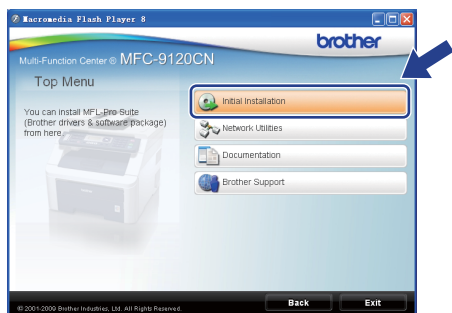 Macromedia Flash Player 8
brother
Multi-Function Center ® MFC-9120CN
Top Menu
You can install MFL-Pro Suite
(Brother drivers & software package)
from here.
Initial Installation
Network Utilities
Documentation
Brother Support
© 2001-2009 Brother Industries, Ltd. All Rights Reserved.
Back
Exit